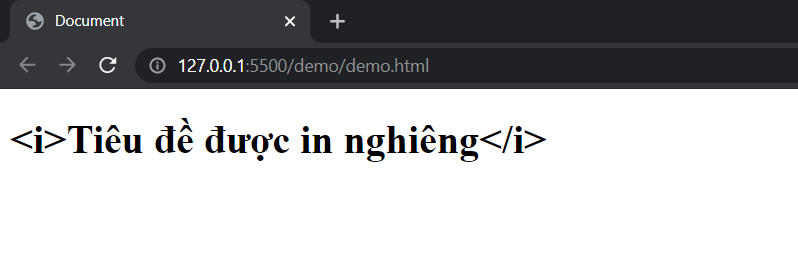 Document
127.0.0.1:5500/demo/demo.html
<i>Tiêu đề được in nghiêng</i>